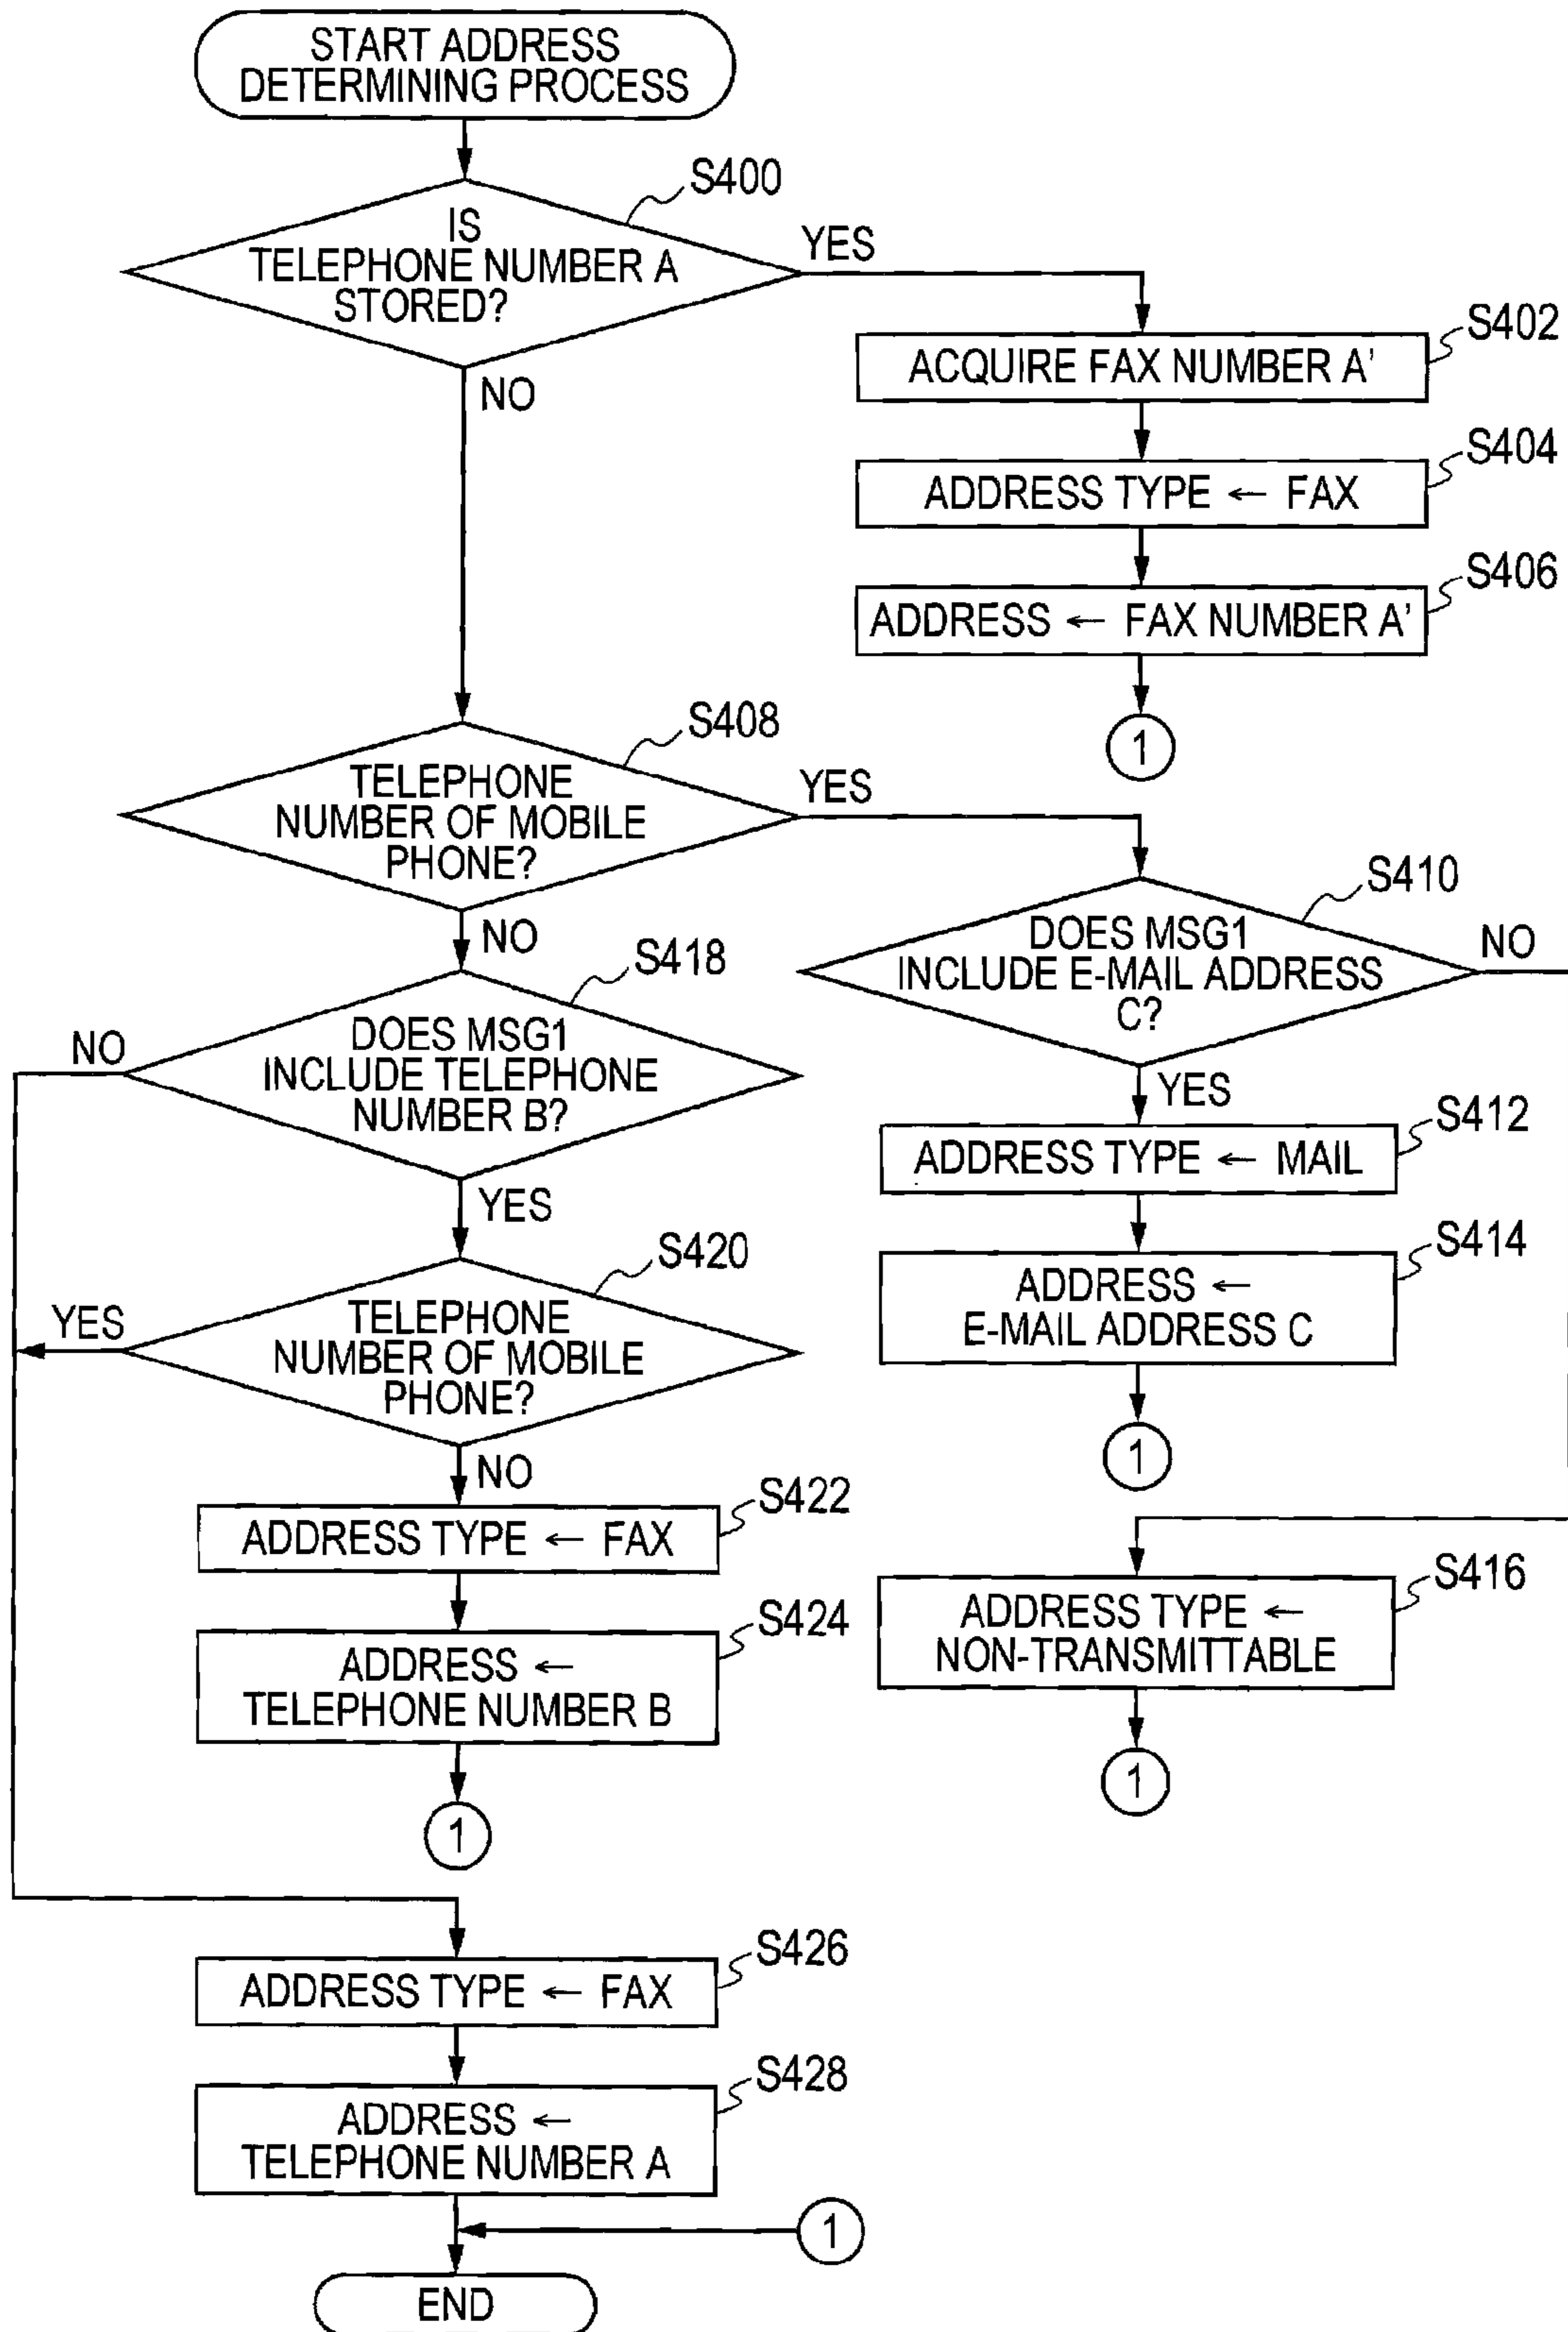 START ADDRESS
DETERMINING PROCESS
S400
IS
TELEPHONE NUMBER A
STORED?
YES
NO
S402
ACQUIRE FAX NUMBER A'
S404
ADDRESS TYPE ← FAX
S406
ADDRESS ← FAX NUMBER A'
1
S408
TELEPHONE
NUMBER OF MOBILE
PHONE?
YES
NO
S410
DOES MSG1
INCLUDE E-MAIL ADDRESS
C?
NO
YES
S412
ADDRESS TYPE ← MAIL
S414
ADDRESS ←
E-MAIL ADDRESS C
1
S416
ADDRESS TYPE ←
NON-TRANSMITTABLE
1
S418
DOES MSG1
INCLUDE TELEPHONE
NUMBER B?
NO
YES
S420
TELEPHONE
NUMBER OF MOBILE
PHONE?
YES
NO
S422
ADDRESS TYPE ← FAX
S424
ADDRESS ←
TELEPHONE NUMBER B
1
S426
ADDRESS TYPE ← FAX
S428
ADDRESS ←
TELEPHONE NUMBER A
1
END